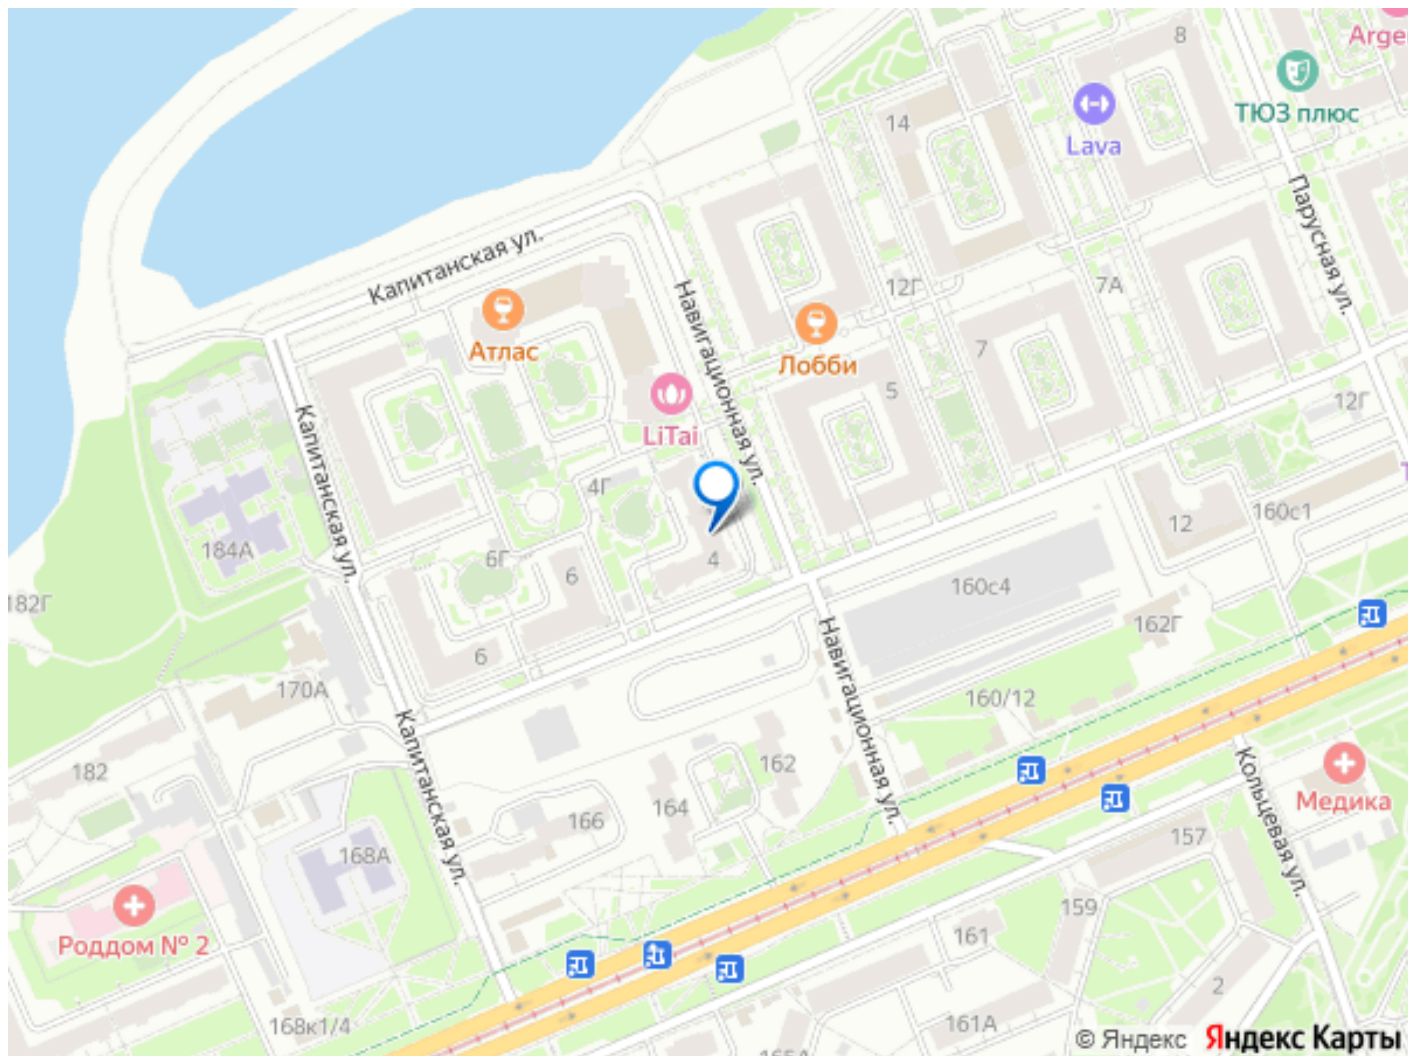 8
Arge
ТЮЗ плюс
14
Lava
Парусная ул.
Капитанская ул.
Навигационная ул.
12Г
7А
Атлас
Лобби
7
5
12Г
LiTai
Капитанская ул.
4Г
184А
6Г
6
4
12
160с1
182Г
160с4
162Г
6
170А
Навигационная ул.
160/12
Капитанская ул.
182
162
164
166
168А
Кольцевая ул.
Медика
157
159
161
Роддом № 2
2
168к1/4
161А
165А
© Яндекс Яндекс Карты